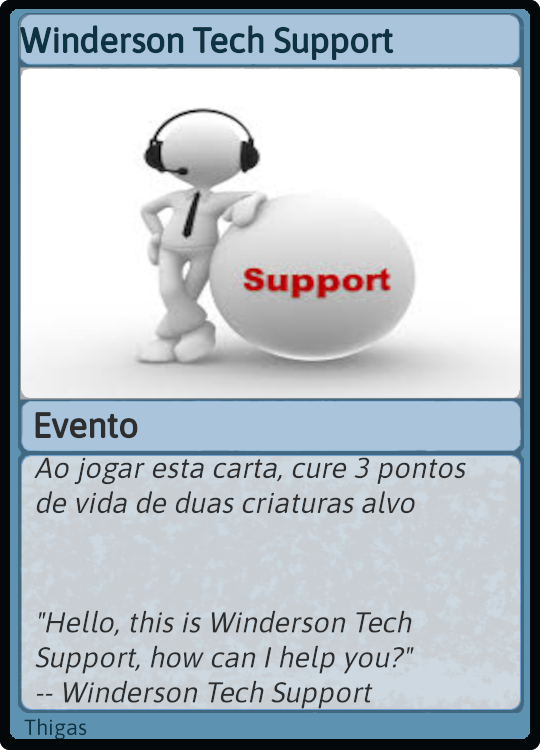 Winderson Tech Support
Support
Evento
Ao jogar esta carta, cure 3 pontos
de vida de duas criaturas alvo
"Hello, this is Winderson Tech
Support, how can I help you?"
-- Winderson Tech Support
Thigas